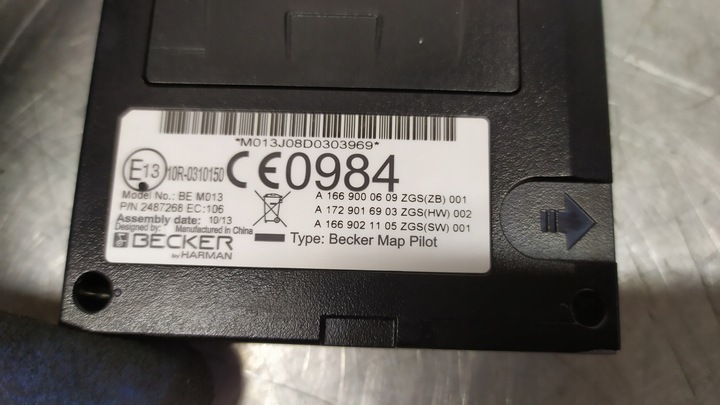 *M013J08D0303969*
E13 10R-0310150 CE0984
Model No.: BE M013
P/N 2487268 EC:106
Assembly date: 10/13
Designed by: Manufactured in China
BECKER
by HARMAN
A 166 900 06 09 ZGS(ZB) 001
A 172 901 69 03 ZGS(HW) 002
A 166 902 11 05 ZGS(SW) 001
Type: Becker Map Pilot